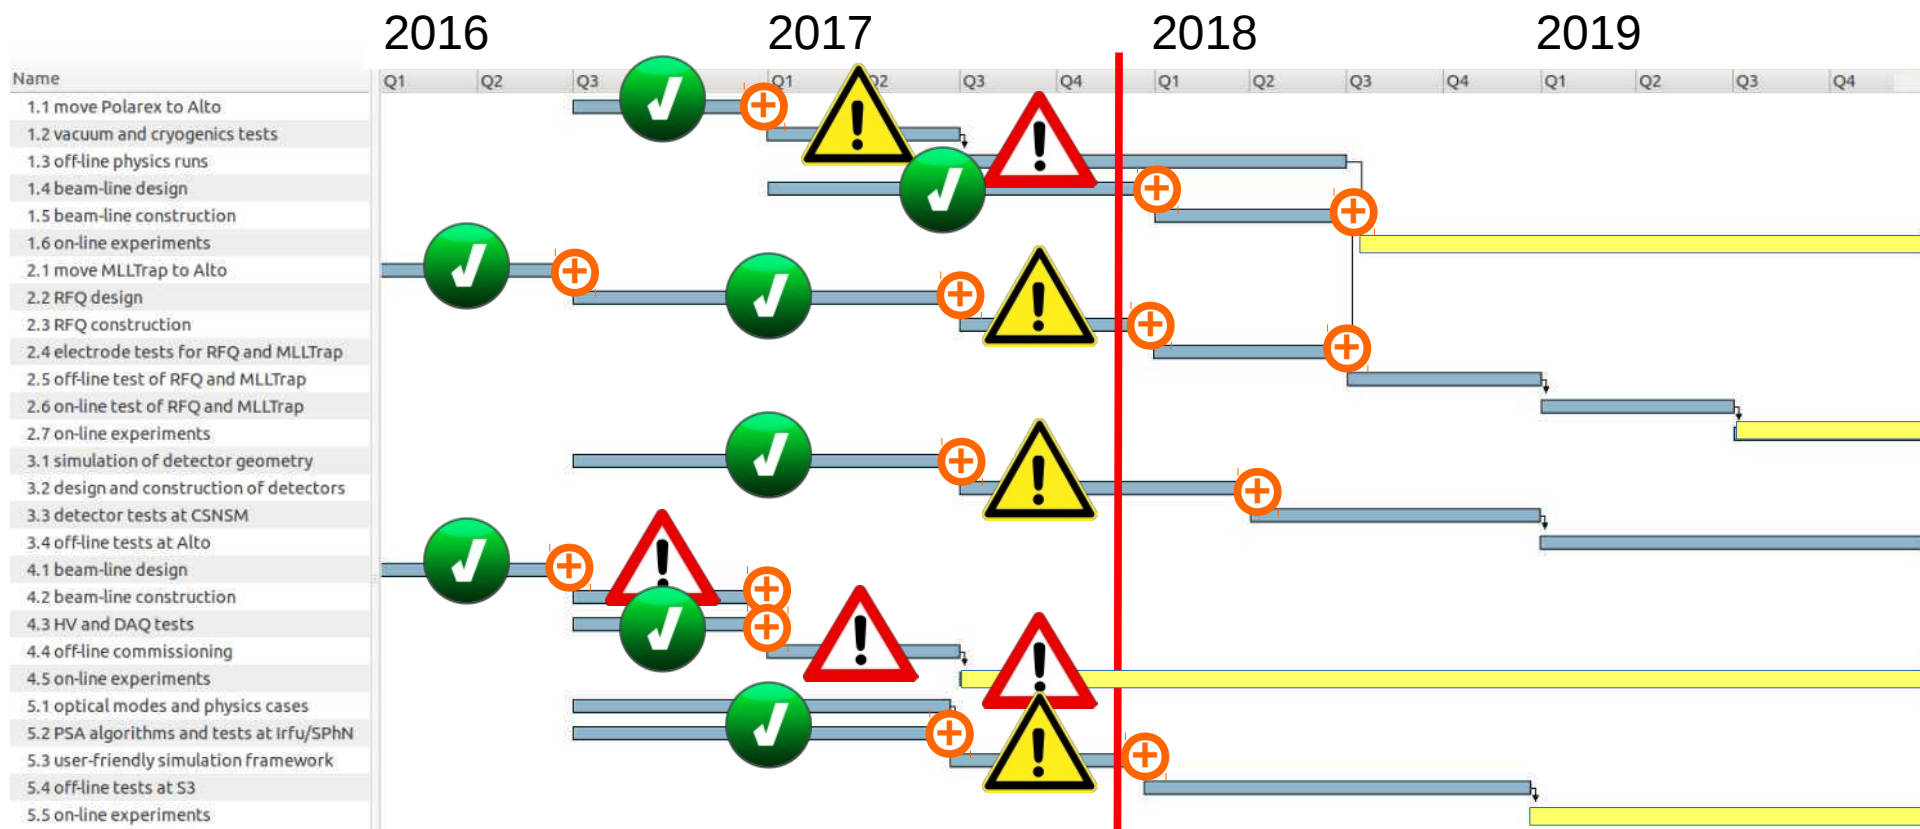 2016 2017 2018 2019
Name Q1 Q2 Q3 Q1 Q2 Q3 Q4 Q1 Q2 Q3 Q4 Q1 Q2 Q3 Q4
1.1 move Polarex to Alto
1.2 vacuum and cryogenics tests
1.3 off-line physics runs
1.4 beam-line design
1.5 beam-line construction
1.6 on-line experiments
2.1 move MLLTrap to Alto
2.2 RFQ design
2.3 RFQ construction
2.4 electrode tests for RFQ and MLLTrap
2.5 off-line test of RFQ and MLLTrap
2.6 on-line test of RFQ and MLLTrap
2.7 on-line experiments
3.1 simulation of detector geometry
3.2 design and construction of detectors
3.3 detector tests at CSNSM
3.4 off-line tests at Alto
4.1 beam-line design
4.2 beam-line construction
4.3 HV and DAQ tests
4.4 off-line commissioning
4.5 on-line experiments
5.1 optical modes and physics cases
5.2 PSA algorithms and tests at Irfu/SPhN
5.3 user-friendly simulation framework
5.4 off-line tests at S3
5.5 on-line experiments